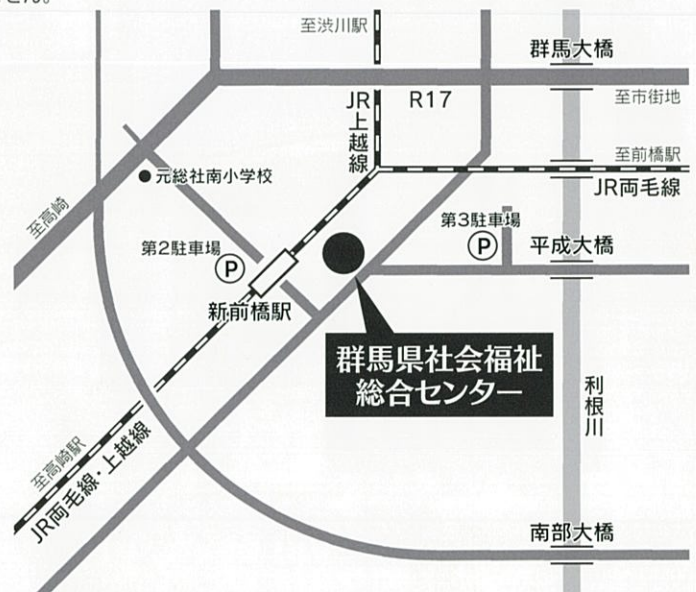 至渋川駅
群馬大橋
JR上越線
R17
至市街地
至前橋駅
JR両毛線
元総社南小学校
至高崎
第2駐車場
P
第3駐車場
P
平成大橋
新前橋駅
群馬県社会福祉
総合センター
利根川
至高崎駅
JR両毛線・上越線
南部大橋